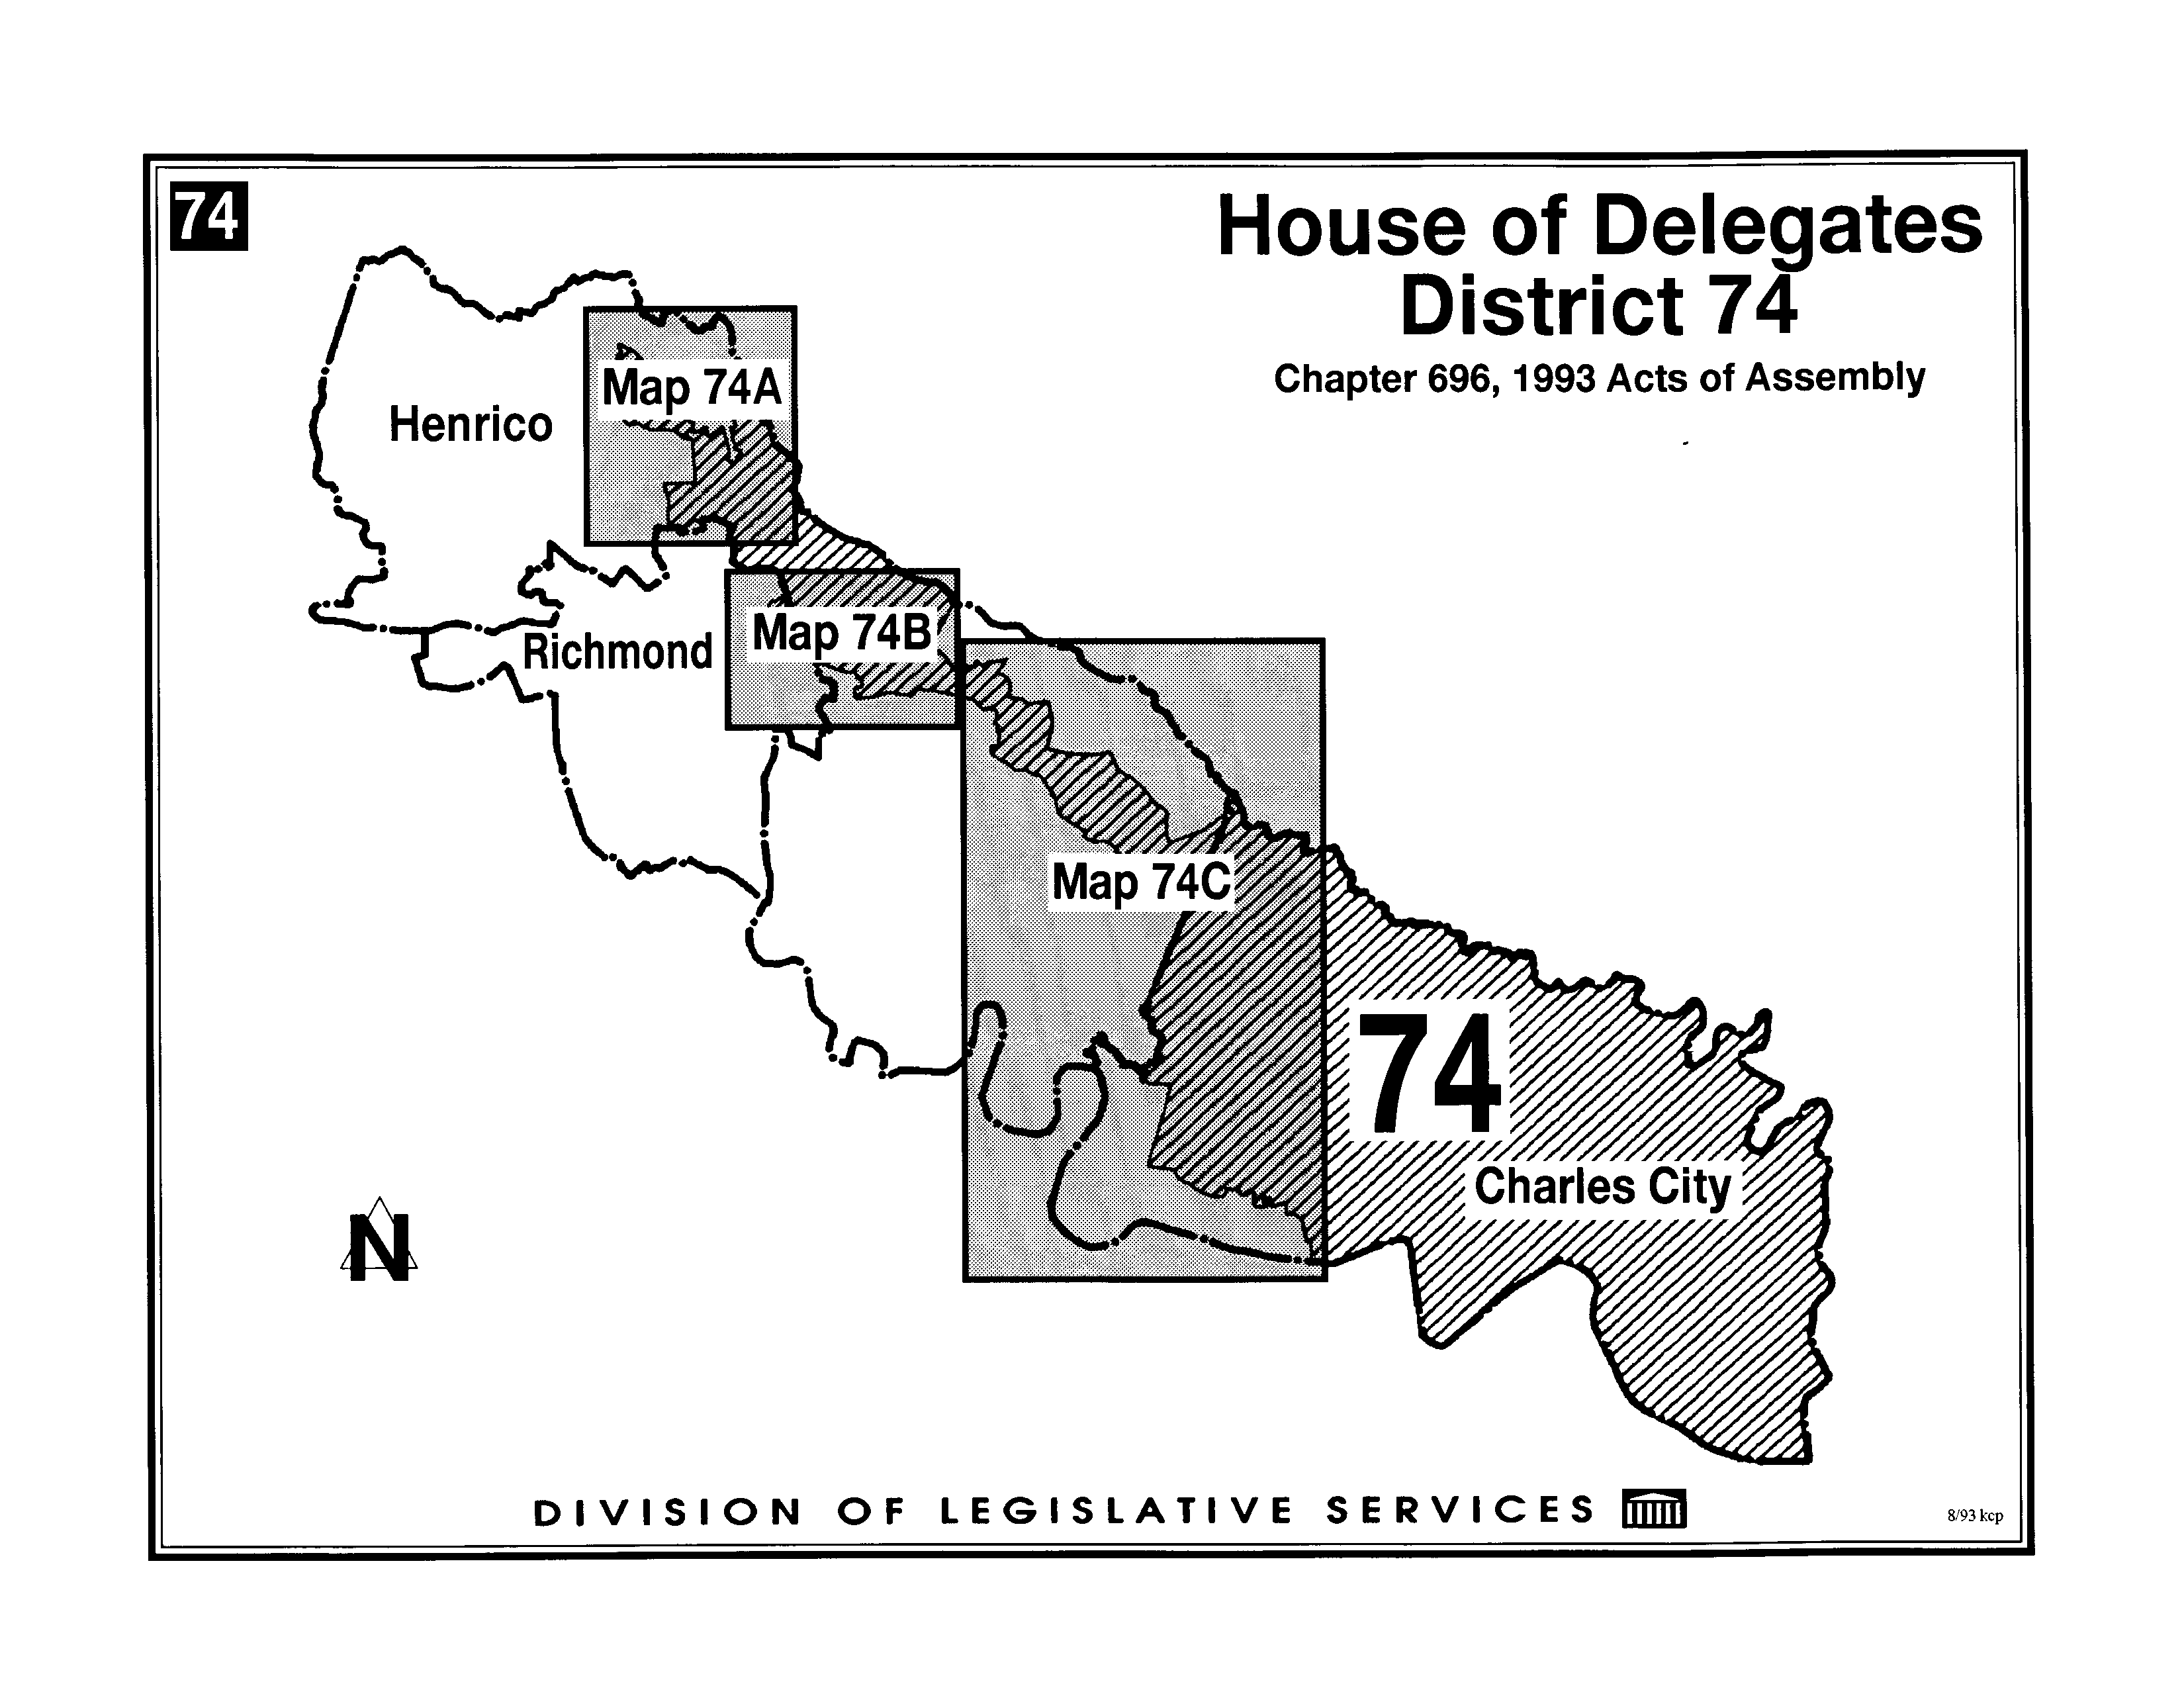 74
House of Delegates
District 74
Chapter 696, 1993 Acts of Assembly
Map 74A
Henrico
Map 74B
Richmond
Map 74C
74
Charles City
N
DIVISION OF LEGISLATIVE SERVICES
8/93 kcp